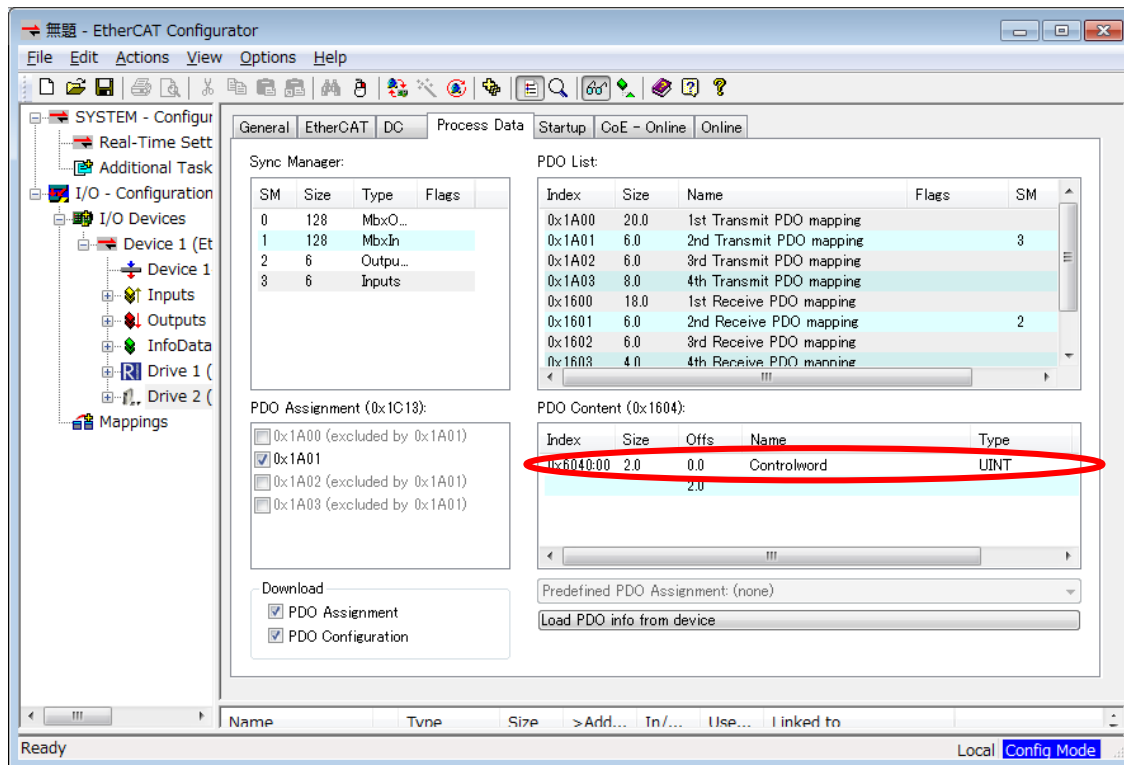 無題 - EtherCAT Configurator
File Edit Actions View Options Help
SYSTEM - Configur
Real-Time Sett
Additional Task
I/O - Configuration
I/O Devices
Device 1 (Et
Device 1
Inputs
Outputs
InfoData
Drive 1 (
Drive 2 (
Mappings
General EtherCAT DC Process Data Startup CoE - Online Online
Sync Manager:
SM Size Type Flags
0 128 MbxO...
1 128 MbxIn
2 6 Outpu...
3 6 Inputs
PDO List:
Index Size Name Flags SM
0x1A00 20.0 1st Transmit PDO mapping
0x1A01 6.0 2nd Transmit PDO mapping 3
0x1A02 6.0 3rd Transmit PDO mapping
0x1A03 8.0 4th Transmit PDO mapping
0x1600 18.0 1st Receive PDO mapping
0x1601 6.0 2nd Receive PDO mapping 2
0x1602 6.0 3rd Receive PDO mapping
0x1603 4.0 4th Receive PDO mapping
PDO Assignment (0x1C13):
0x1A00 (excluded by 0x1A01)
0x1A01
0x1A02 (excluded by 0x1A01)
0x1A03 (excluded by 0x1A01)
PDO Content (0x1604):
Index Size Offs Name Type
0x6040:00 2.0 0.0 Controlword UINT
2.0
Download
PDO Assignment
PDO Configuration
Predefined PDO Assignment: (none)
Load PDO info from device
Name Type Size >Add... In/... Use... Linked to
Ready Local Config Mode